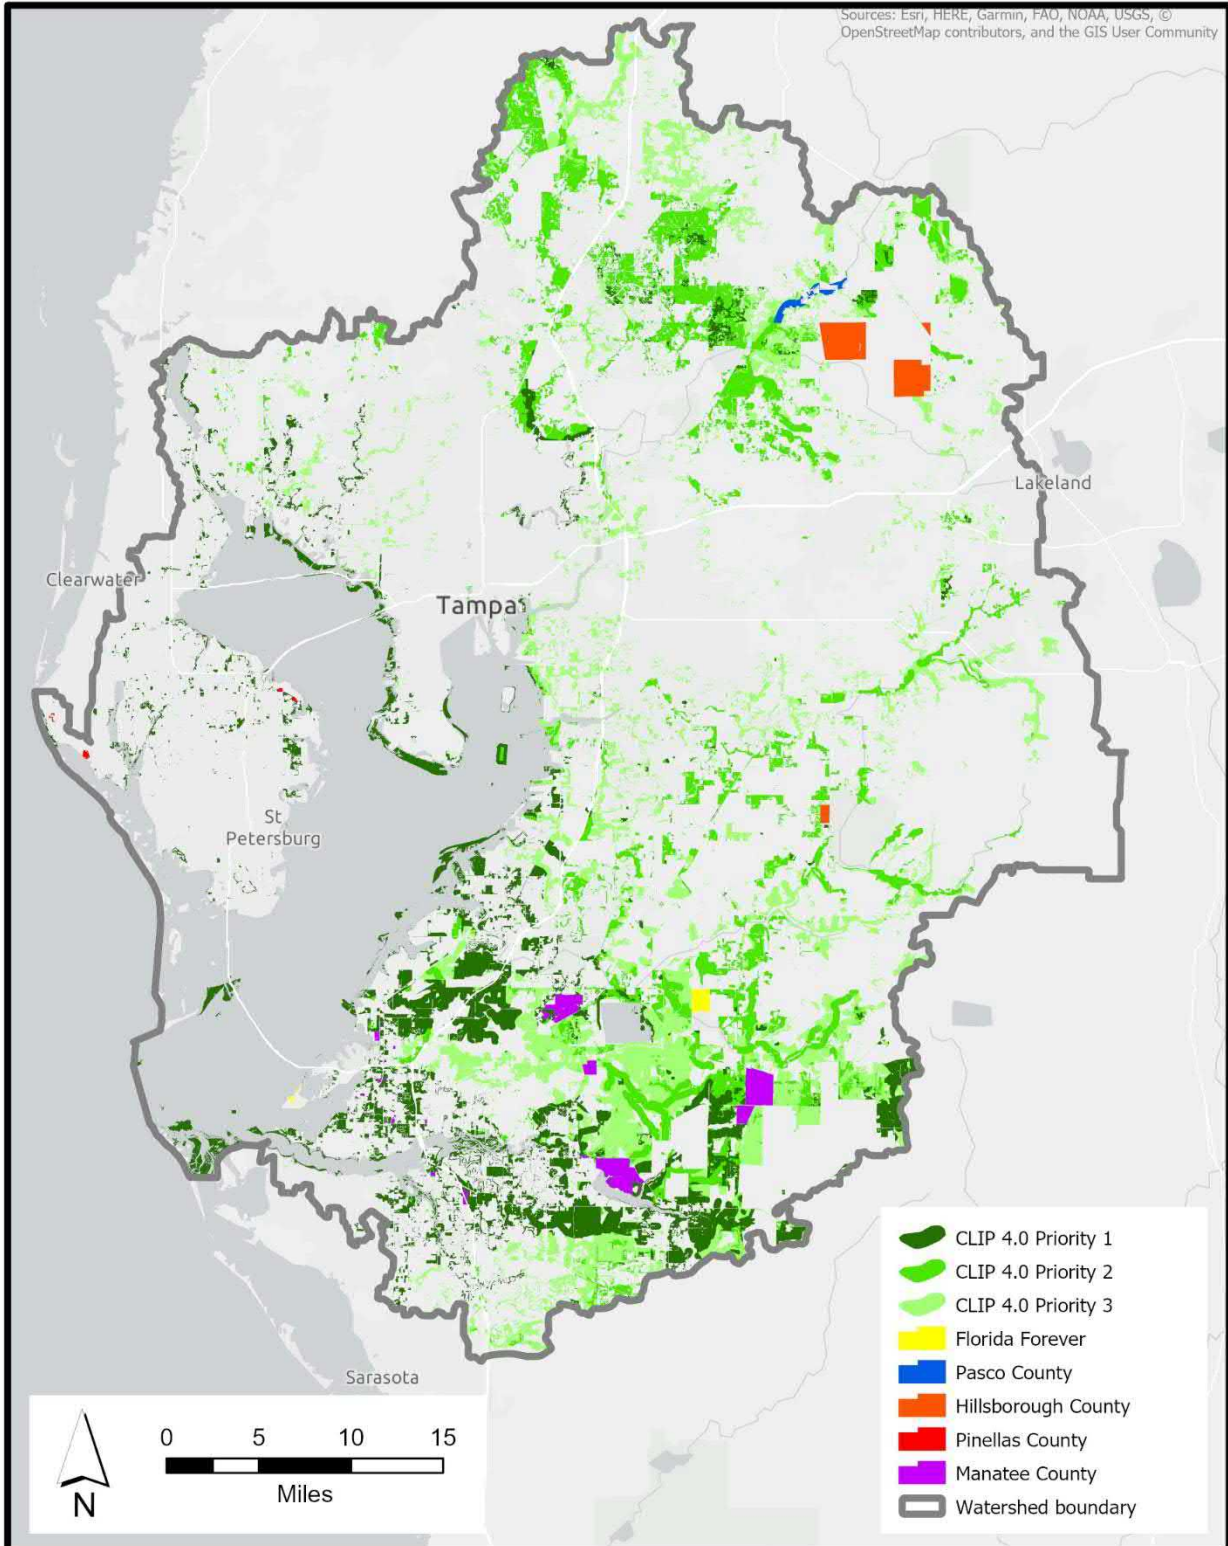 Sources: Esri, HERE, Garmin, FAO, NOAA, USGS, ©
OpenStreetMap contributors, and the GIS User Community
Lakeland
Clearwater
Tampa
St
Petersburg
Sarasota
CLIP 4.0 Priority 1
CLIP 4.0 Priority 2
CLIP 4.0 Priority 3
Florida Forever
Pasco County
Hillsborough County
Pinellas County
Manatee County
Watershed boundary
N
0 5 10 15
Miles